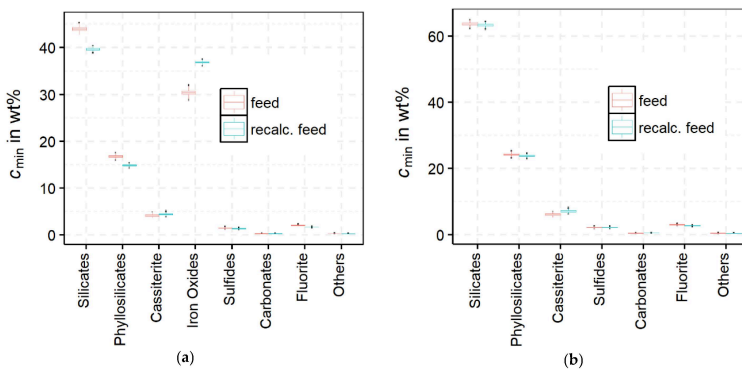 c_min in wt%
40
30
20
10
0
feed
recalc. feed
Silicates
Phyllosilicates
Cassiterite
Iron Oxides
Sulfides
Carbonates
Fluorite
Others
(a)
c_min in wt%
60
40
20
0
feed
recalc. feed
Silicates
Phyllosilicates
Cassiterite
Sulfides
Carbonates
Fluorite
Others
(b)